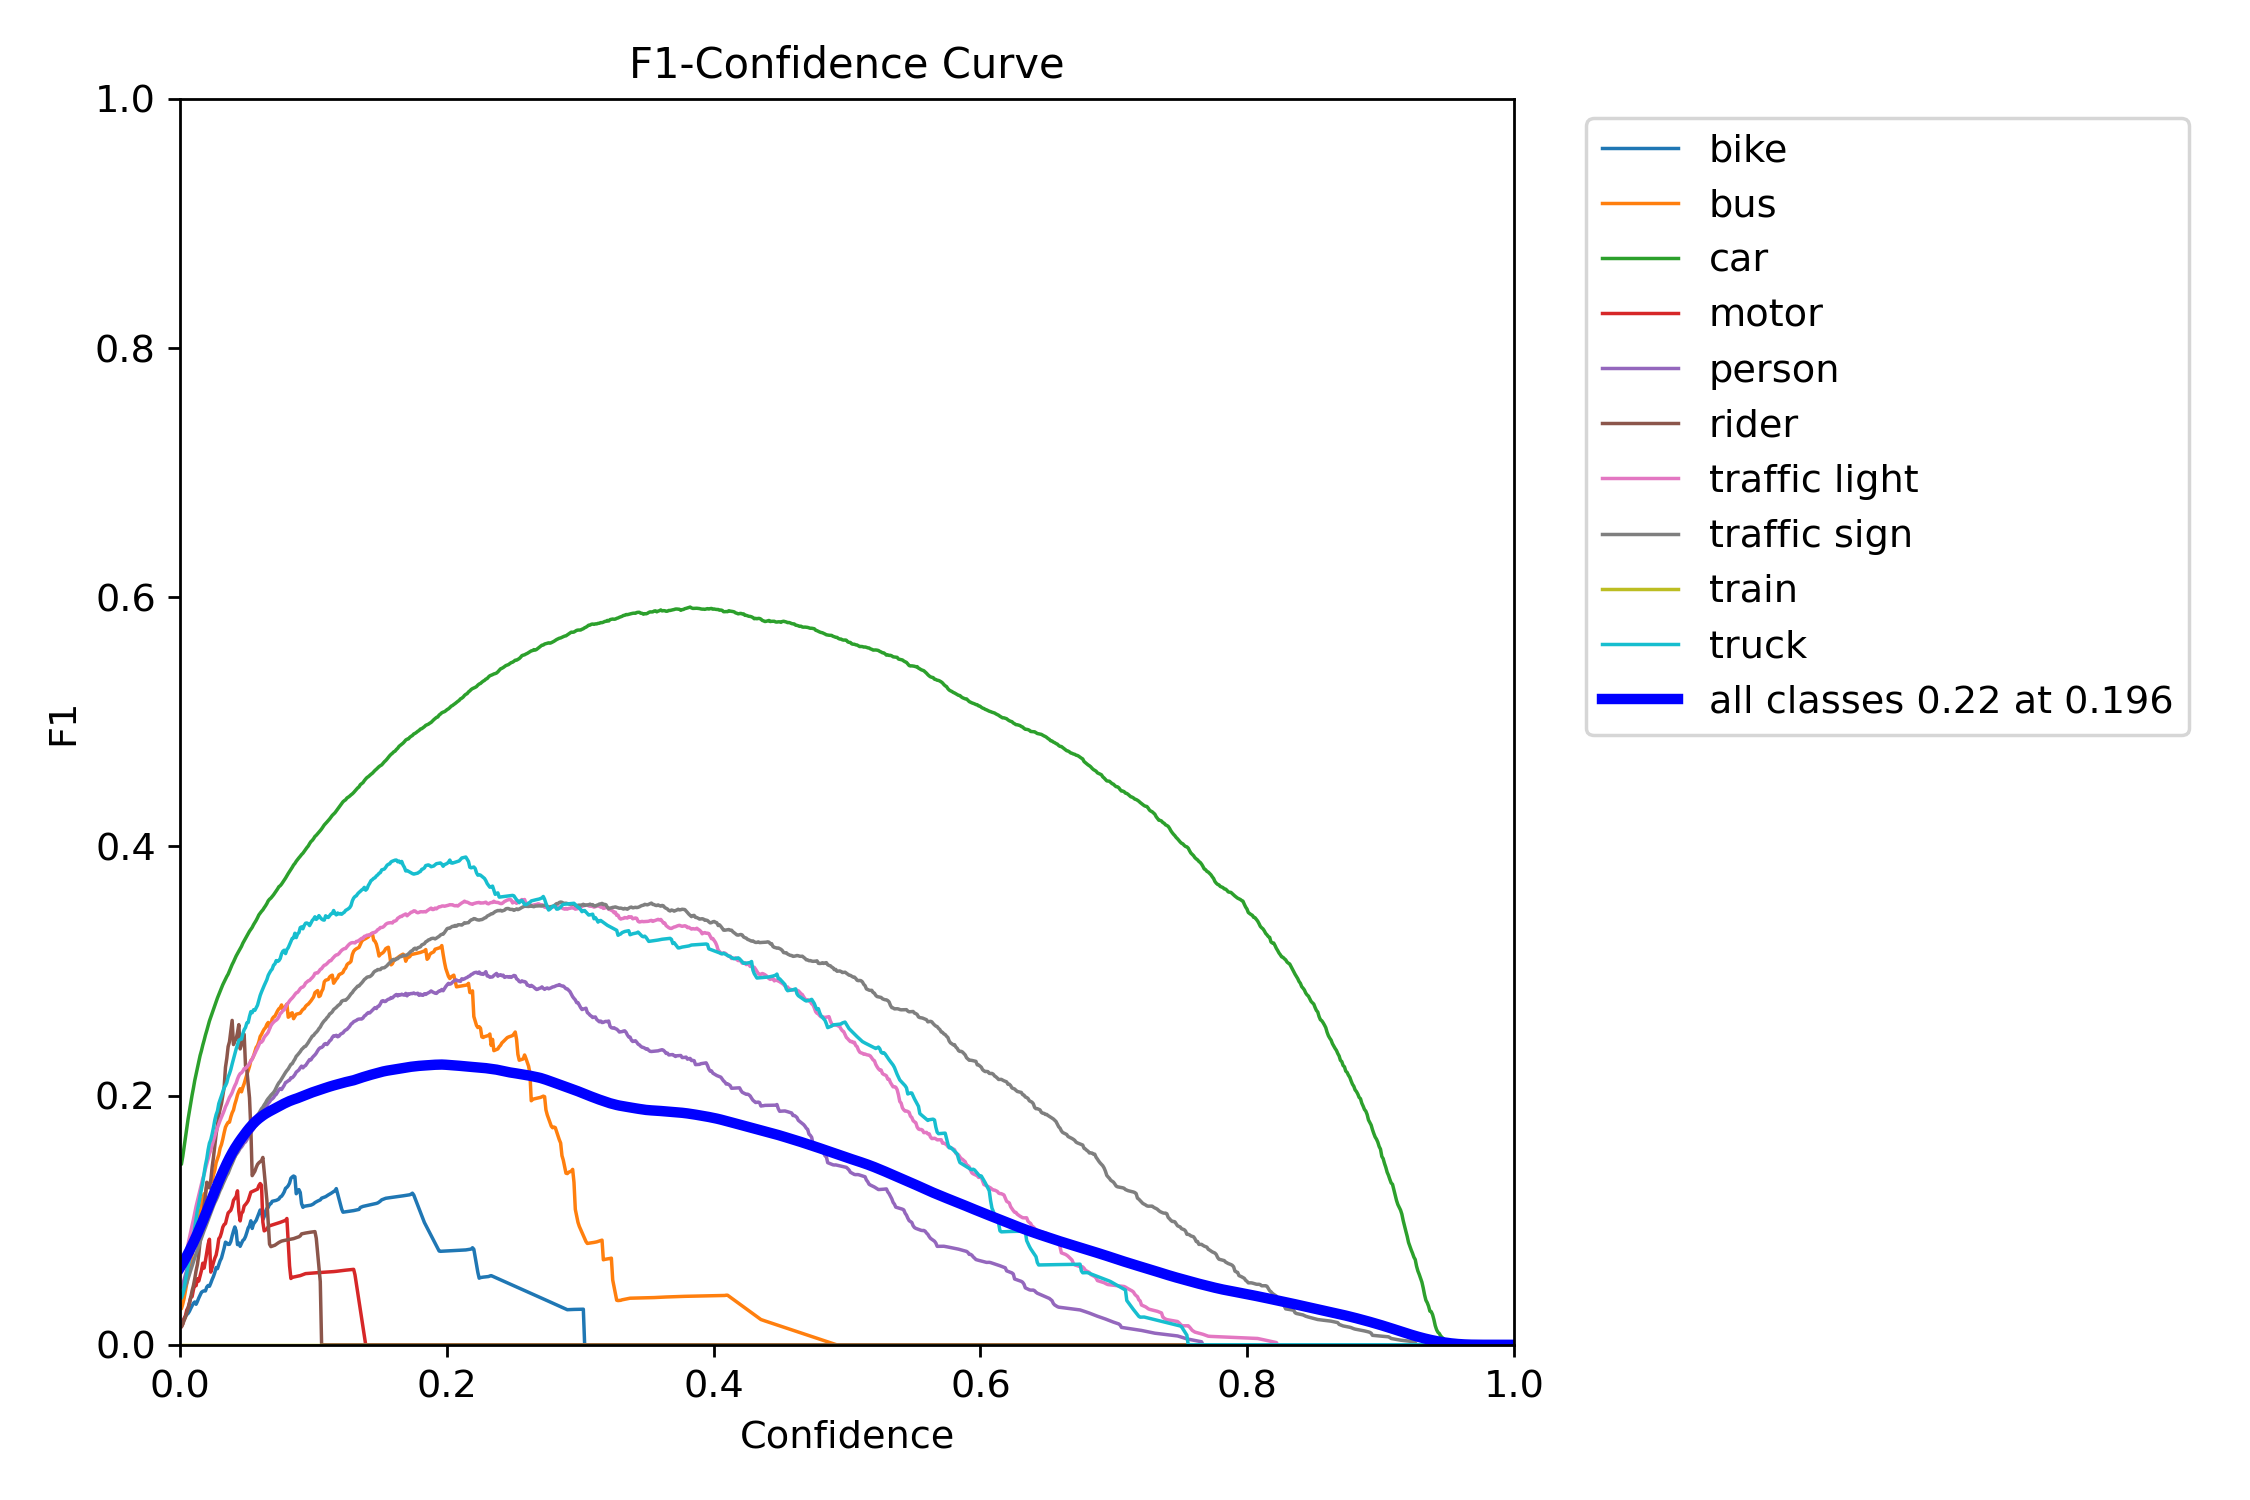 F1-Confidence Curve
1.0
0.8
0.6
0.4
0.2
0.0
F1
0.0 0.2 0.4 0.6 0.8 1.0
Confidence
bike
bus
car
motor
person
rider
traffic light
traffic sign
train
truck
all classes 0.22 at 0.196